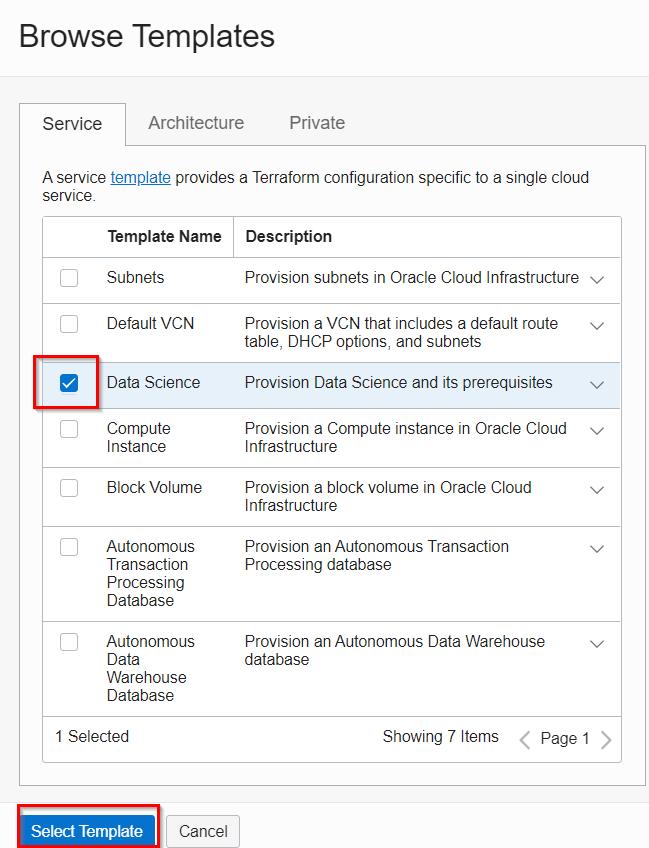 Browse Templates
Service
Architecture
Private
A service template provides a Terraform configuration specific to a single cloud
service.
Template Name
Description
Subnets
Provision subnets in Oracle Cloud Infrastructure
Default VCN
Provision a VCN that includes a default route
table, DHCP options, and subnets
Data Science
Provision Data Science and its prerequisites
Compute
Instance
Provision a Compute instance in Oracle Cloud
Infrastructure
Block Volume
Provision a block volume in Oracle Cloud
Infrastructure
Autonomous
Transaction
Processing
Database
Provision an Autonomous Transaction
Processing database
Autonomous
Data
Warehouse
Database
Provision an Autonomous Data Warehouse
database
1 Selected
Showing 7 Items
Page 1
Select Template
Cancel